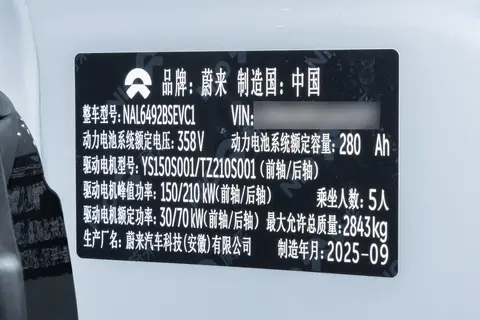 品牌：蔚来 制造国：中国
整车型号：NAL6492BSEVC1 VIN：
动力电池系统额定电压：358V 动力电池系统额定容量：280 Ah
驱动电机型号：YS150S001/TZ210S001（前轴/后轴）
驱动电机峰值功率：150/210kW（前轴/后轴） 乘坐人数：5人
驱动电机额定功率：30/70kW（前轴/后轴） 最大允许总质量：2843kg
生产厂名：蔚来汽车科技（安徽）有限公司 制造年月：2025-09